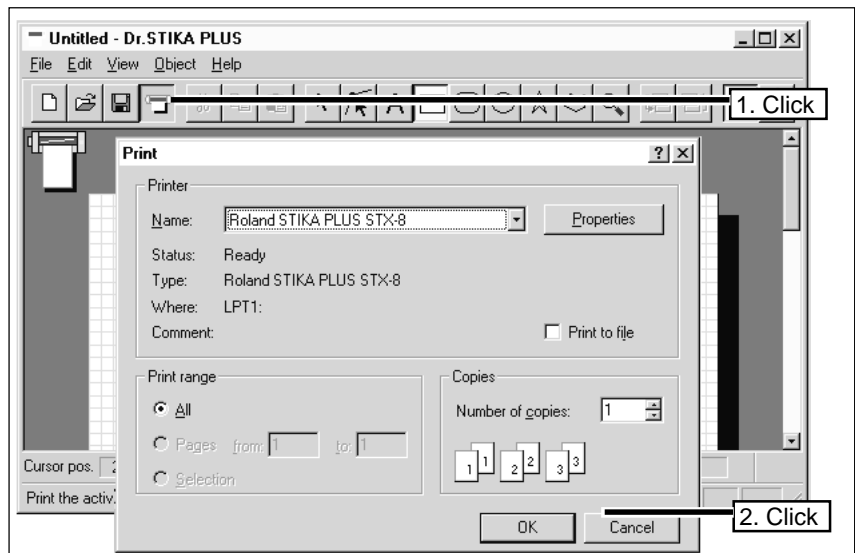 Untitled - Dr.STIKA PLUS
File Edit View Object Help
1. Click
Print
Printer
Name: Roland STIKA PLUS STX-8 Properties
Status: Ready
Type: Roland STIKA PLUS STX-8
Where: LPT1:
Comment: Print to file
Print range
All
Pages from: 1 to: 1
Selection
Copies
Number of copies: 1
1 1 2 2 3 3
Cursor pos.
Print the activ
OK Cancel
2. Click